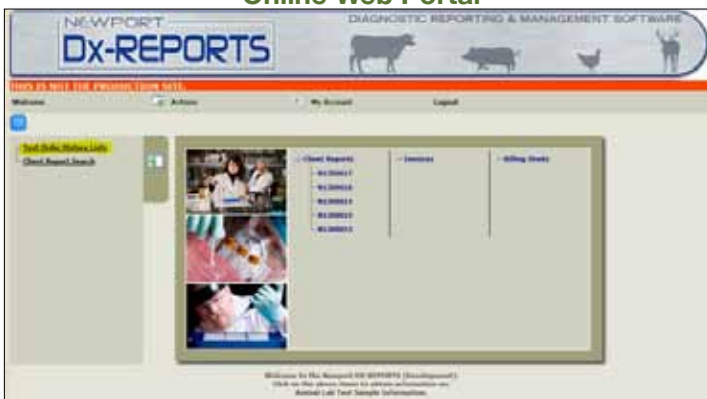 Online Web Portal
NEWPORT
DIAGNOSTIC REPORTING & MANAGEMENT SOFTWARE
Dx-REPORTS
THIS IS NOT THE PRODUCTION SITE.
Welcome Actions My Account Logout
Test Order History Lists
Client Report Search
Client Reports Invoices Billing Sheets
Welcome to the Newport DX-REPORTS (Development)
Click on the above items to obtain information on:
Animal Lab Test Sample Information.